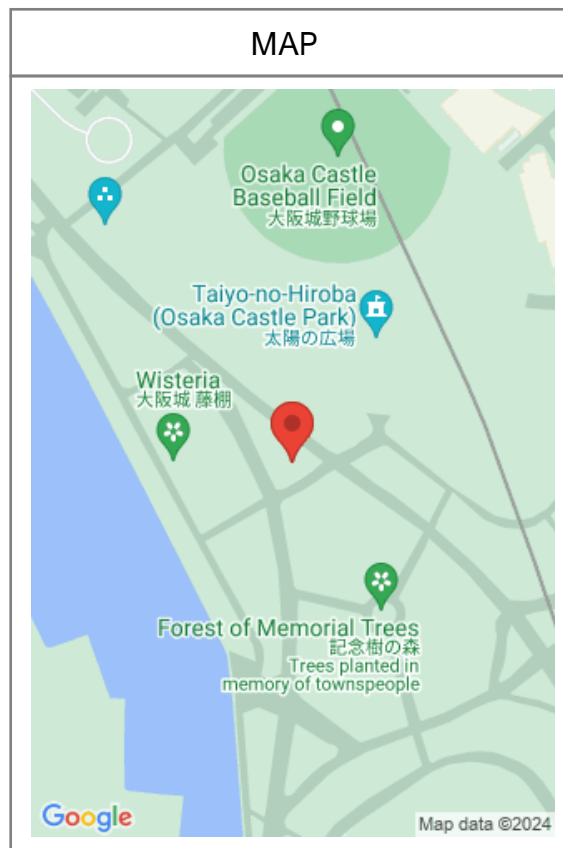 MAP
Osaka Castle
Baseball Field
大阪城野球場
Taiyo-no-Hiroba
(Osaka Castle Park)
太陽の広場
Wisteria
大阪城 藤棚
Forest of Memorial Trees
記念樹の森
Trees planted in
memory of townspeople
Google
Map data ©2024